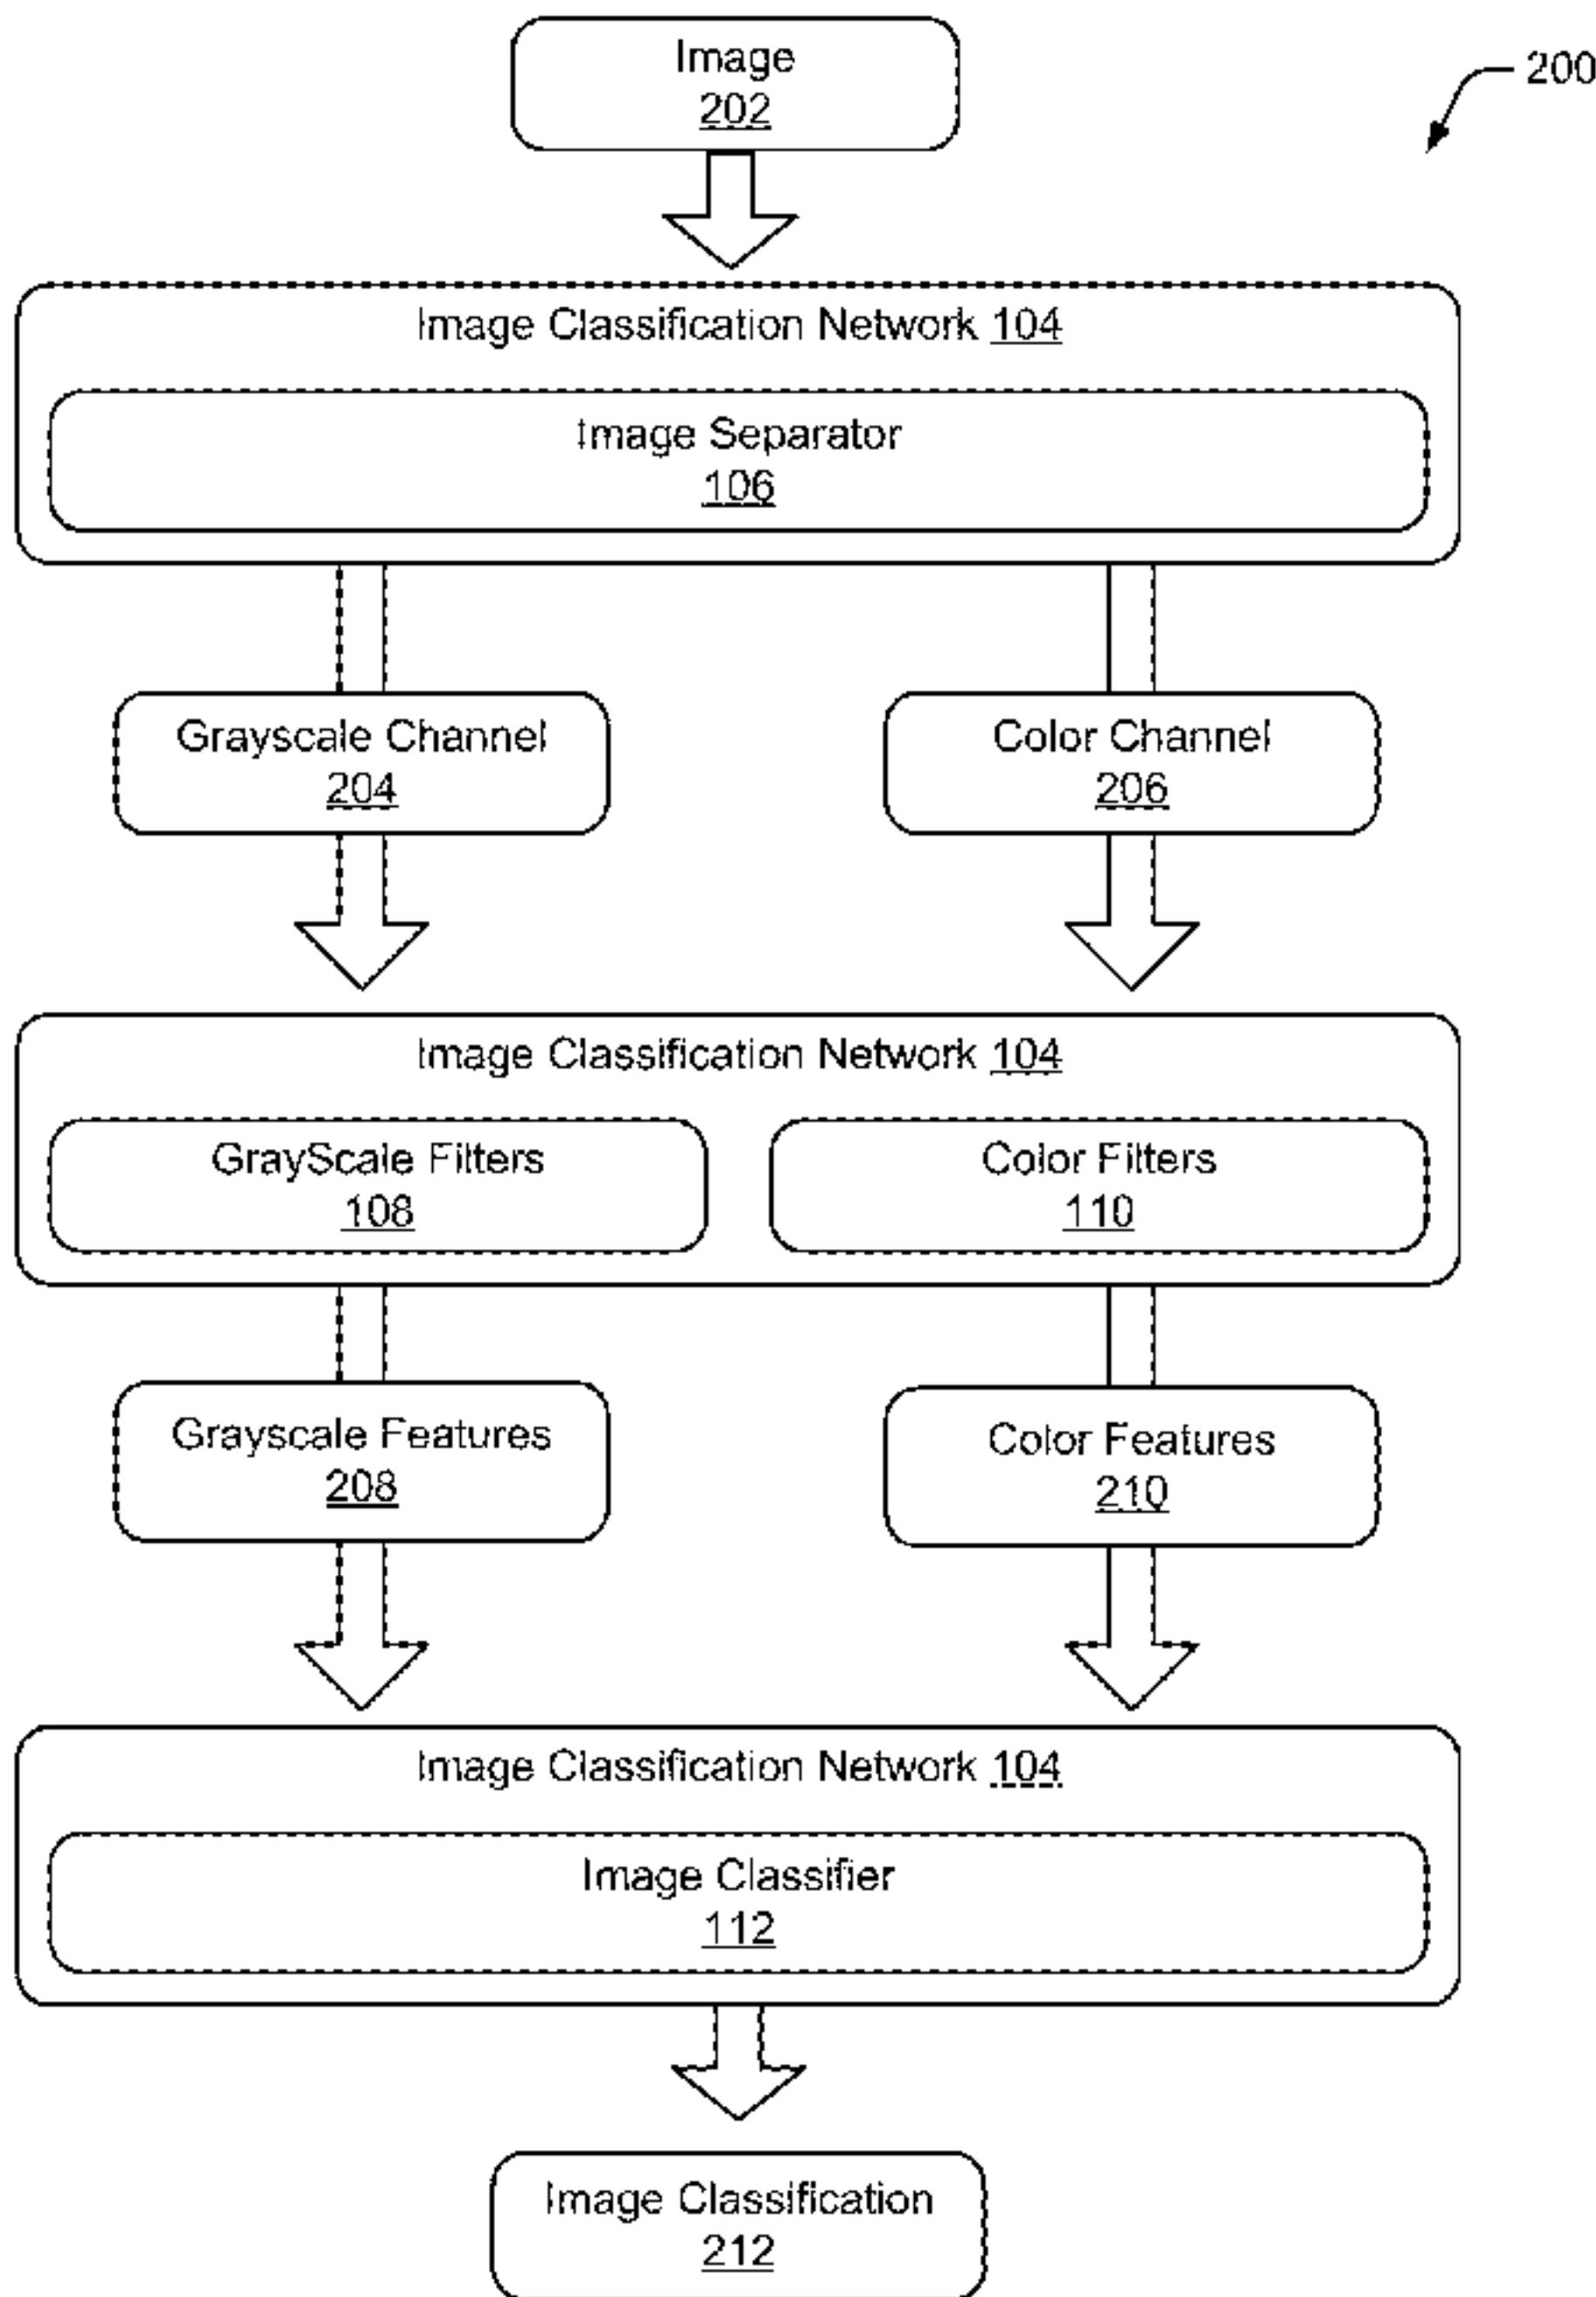 Image
202
200
Image Classification Network 104
Image Separator
106
Grayscale Channel
204
Color Channel
206
Image Classification Network 104
GrayScale Filters
108
Color Filters
110
Grayscale Features
208
Color Features
210
Image Classification Network 104
Image Classifier
112
Image Classification
212